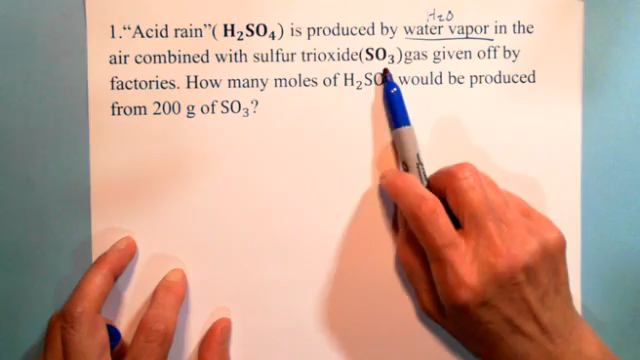 H₂O
1.“Acid rain”( H₂SO₄) is produced by water vapor in the
air combined with sulfur trioxide(SO₃)gas given off by
factories. How many moles of H₂SO would be produced
from 200 g of SO₃?